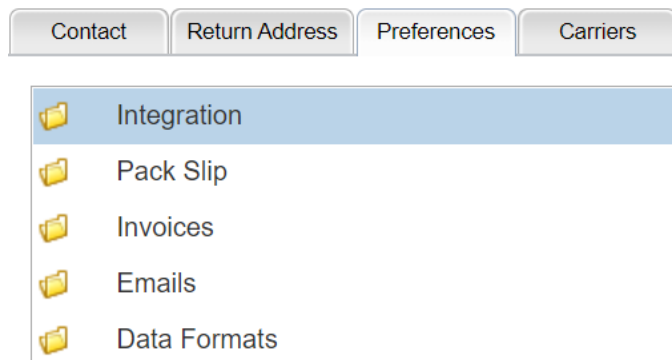 Contact Return Address Preferences Carriers
Integration
Pack Slip
Invoices
Emails
Data Formats